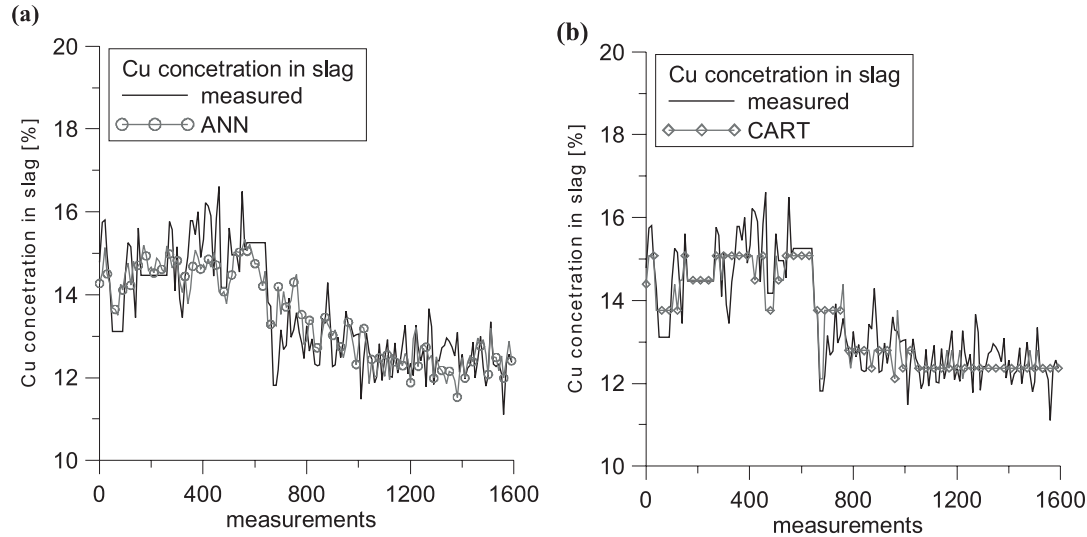 (a)
20
18
16
14
12
10
Cu concentration in slag [%]
Cu concetration in slag
measured
ANN
0
400
800
1200
1600
measurements
(b)
20
18
16
14
12
10
Cu concentration in slag [%]
Cu concetration in slag
measured
CART
0
400
800
1200
1600
measurements